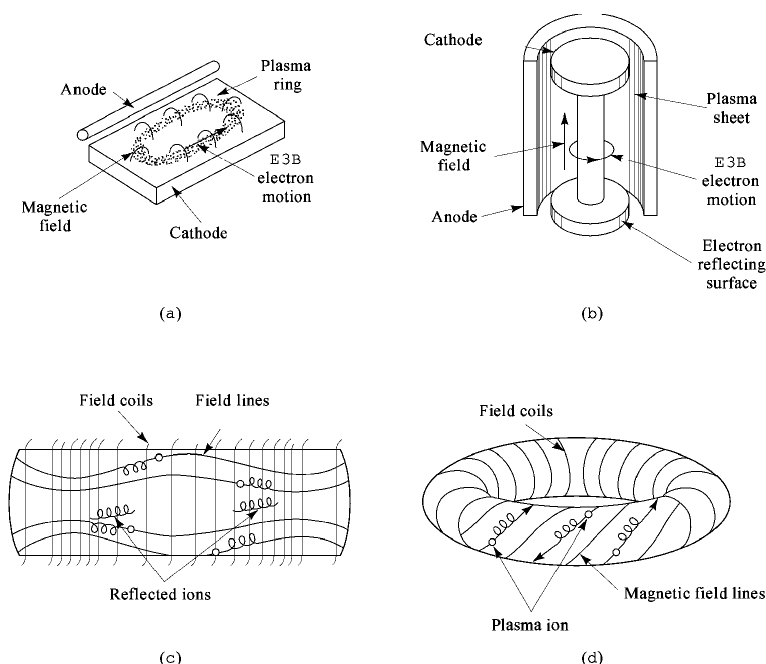 Anode
Plasma
ring
E3B
electron
motion
Magnetic
field
Cathode
(a)
Cathode
Plasma
sheet
Magnetic
field
E3B
electron
motion
Anode
Electron
reflecting
surface
(b)
Field coils
Field lines
Reflected ions
(c)
Field coils
Magnetic field lines
Plasma ion
(d)